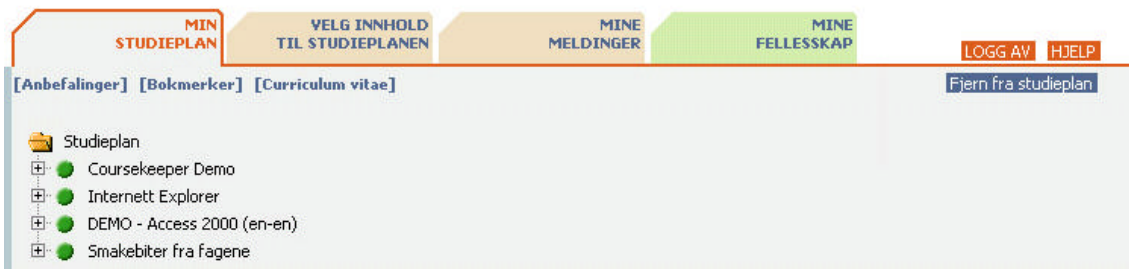 MIN
STUDIEPLAN
VELG INNHOLD
TIL STUDIEPLANEN
MINE
MELDINGER
MINE
FELLESSKAP
LOGG AV HJELP
[Anbefalinger] [Bokmerker] [Curriculum vitae] Fjern fra studieplan
Studieplan
Coursekeeper Demo
Internett Explorer
DEMO - Access 2000 (en-en)
Smakebiter fra fagene